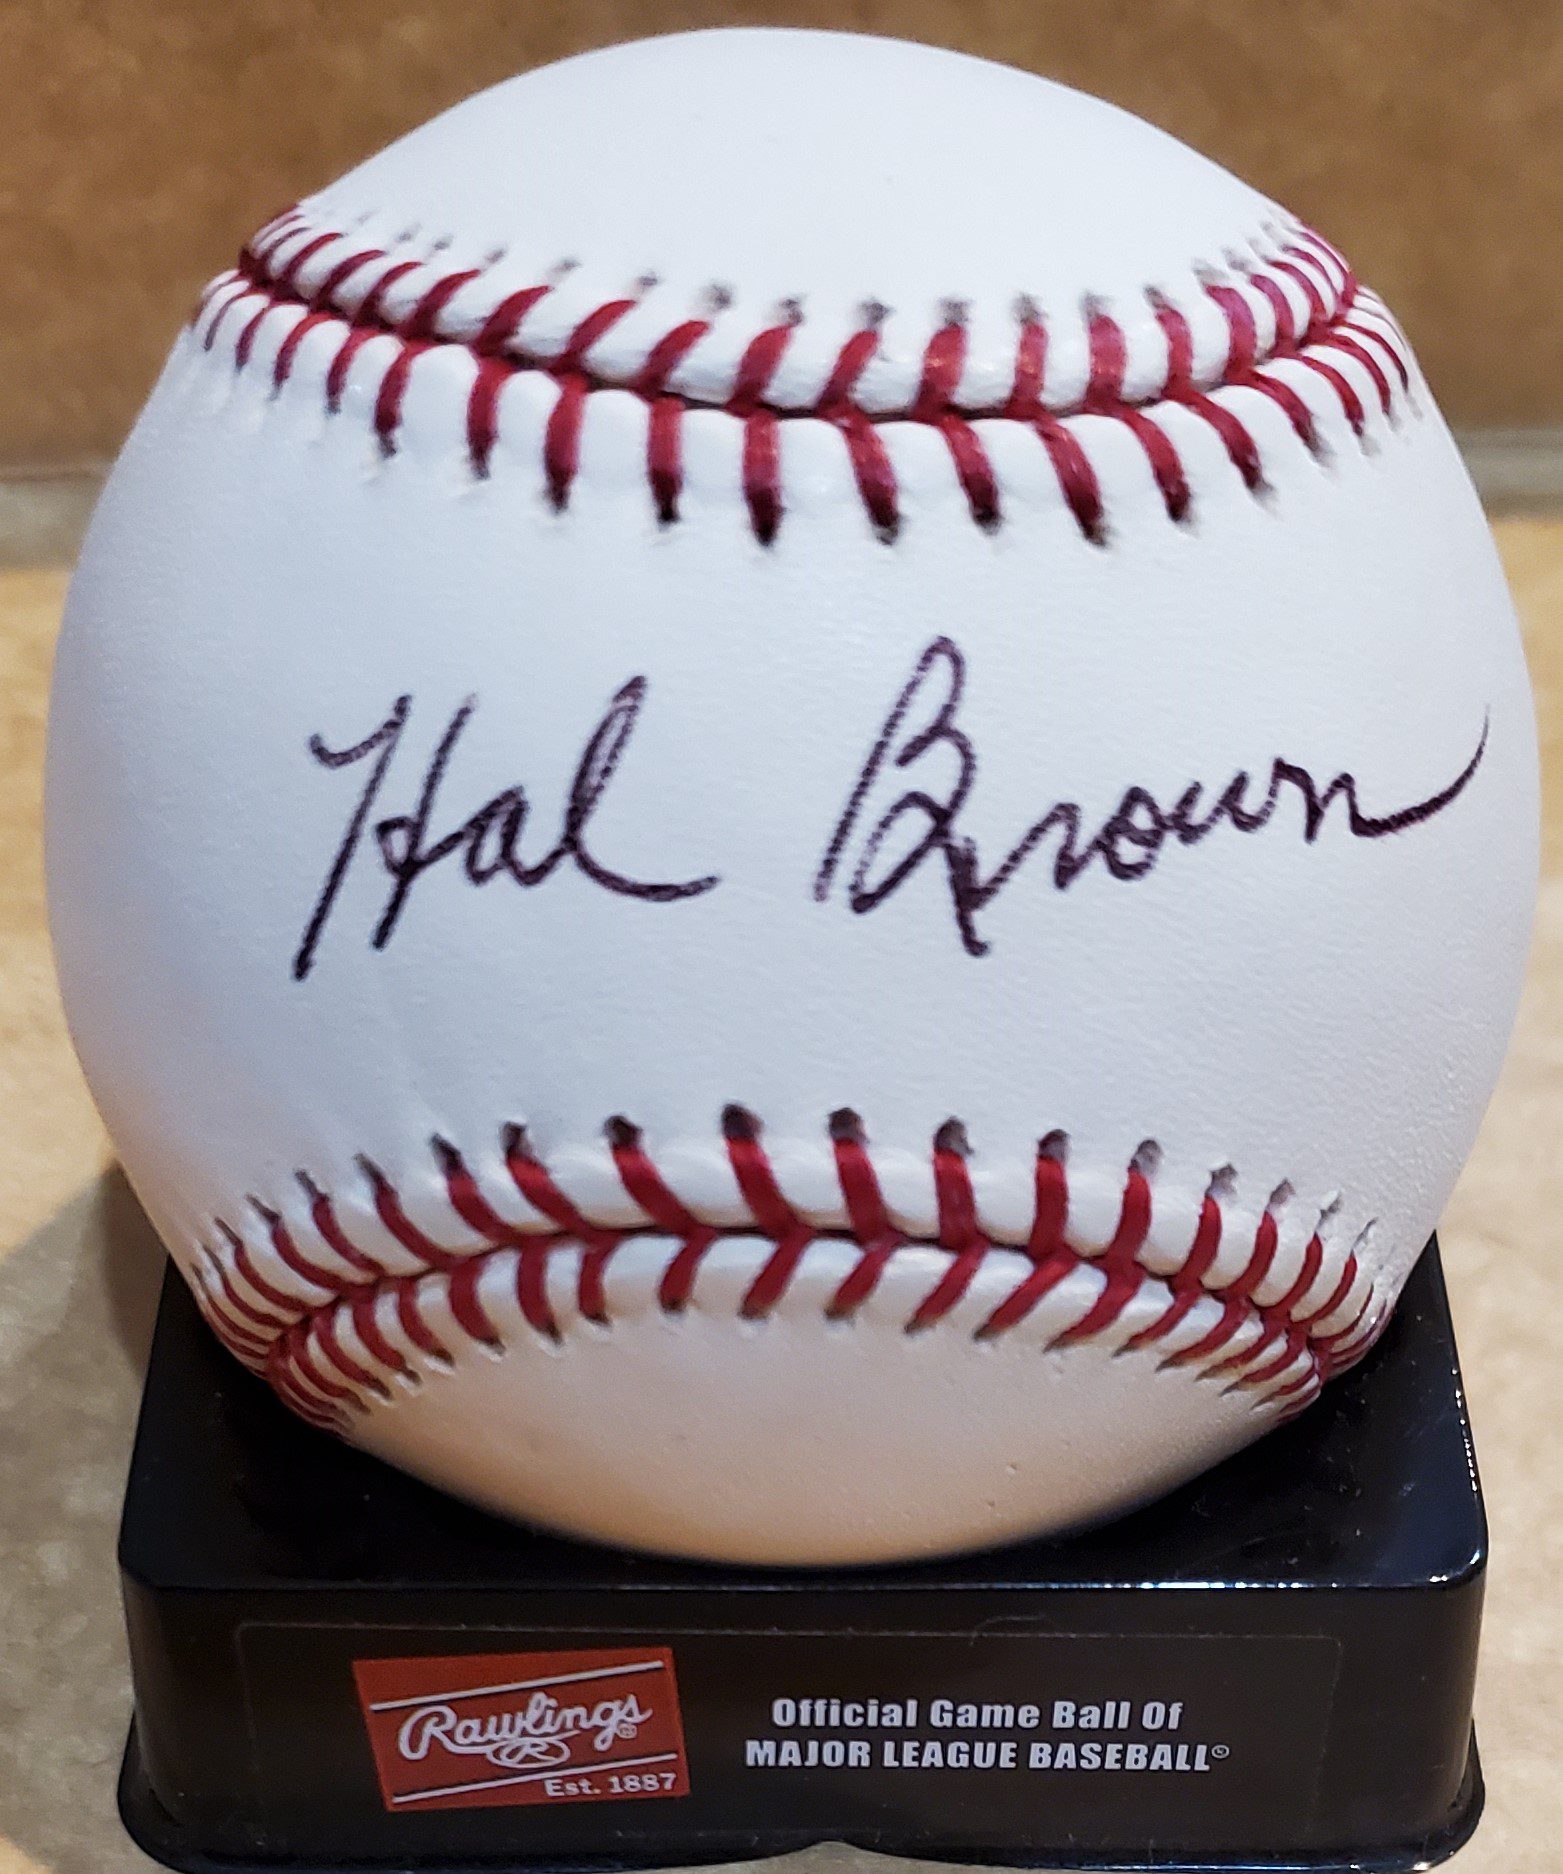 Hal Brown
Rawlings®
R
Est. 1887
Official Game Ball Of
MAJOR LEAGUE BASEBALL®